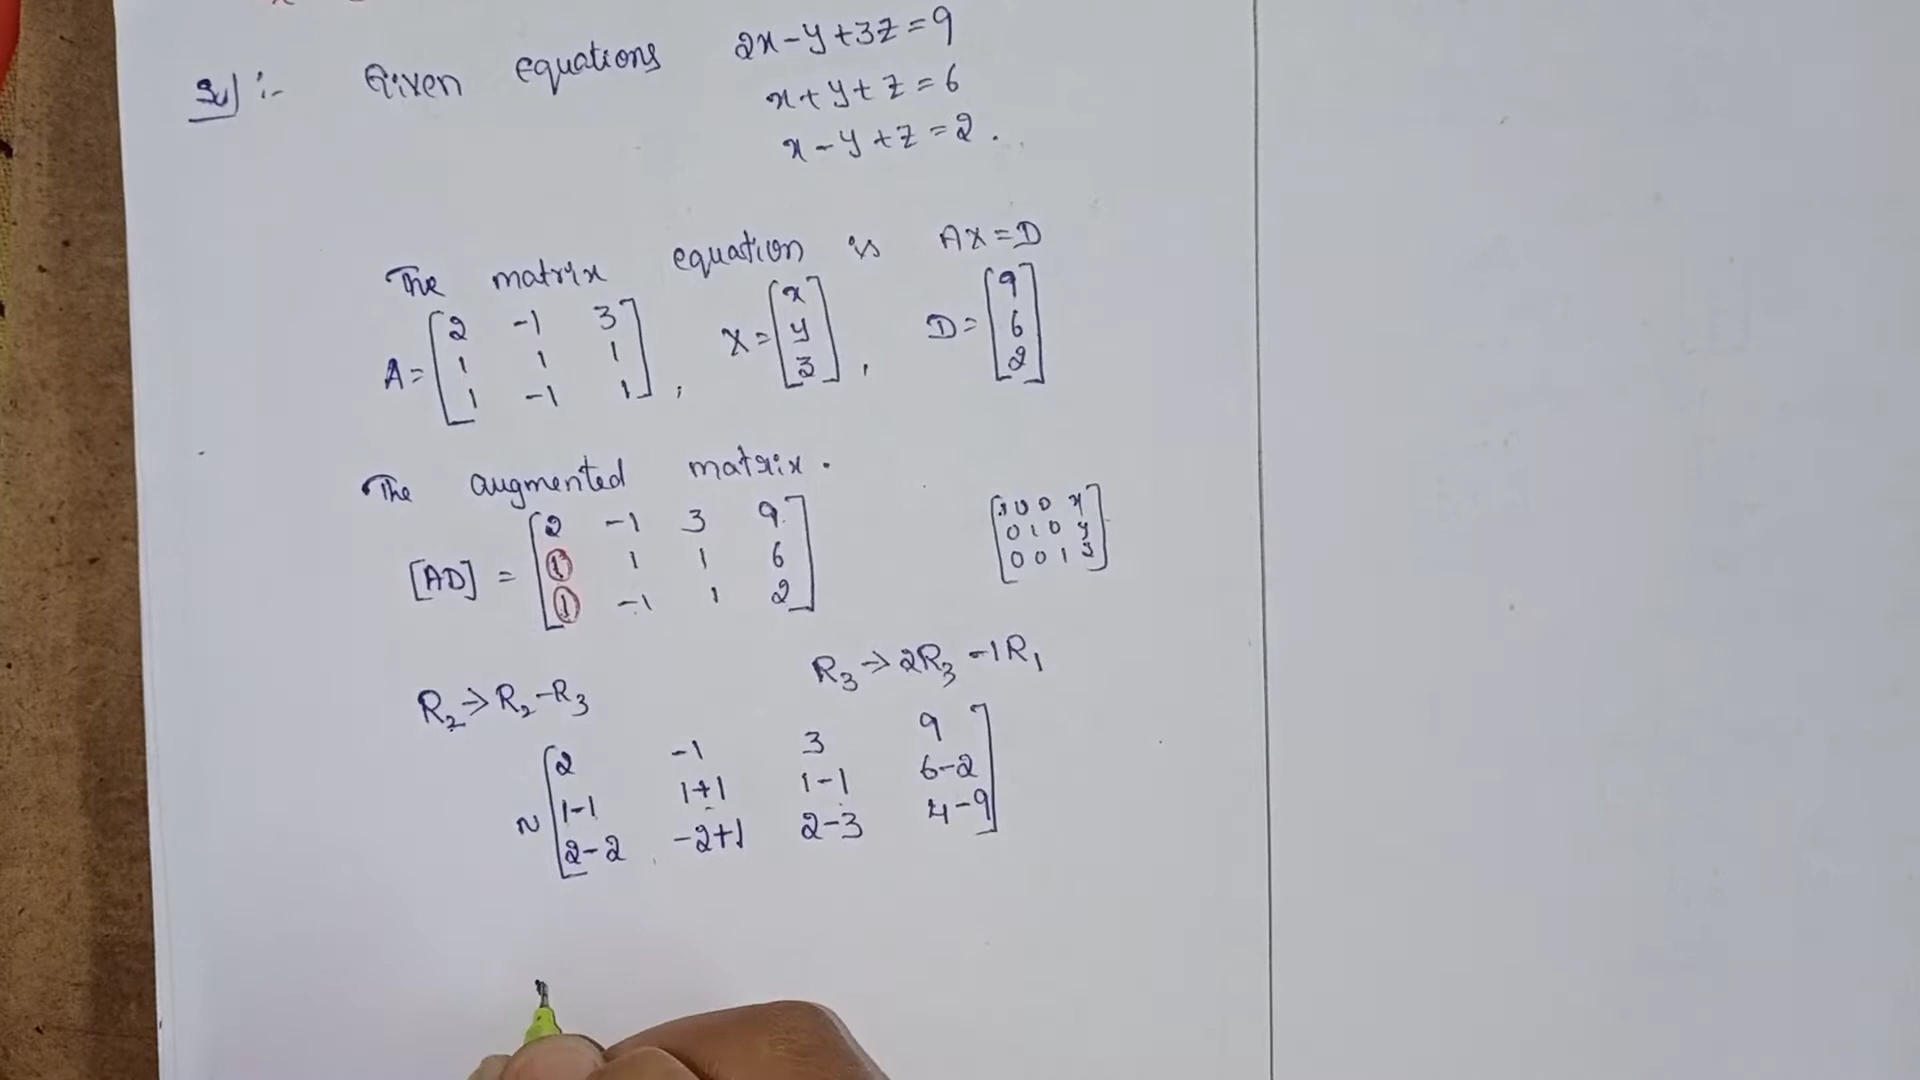 Sol :- Given equations 2x-y+3z=9
x+y+z=6
x-y+z=2.
The matrix equation is AX=D
A=[2 -1 3
1 1 1
1 -1 1], X=[x
y
z], D=[9
6
2]
The augmented matrix.
[AD] = [2 -1 3 9
1 1 1 6
1 -1 1 2]
[1 0 0 x
0 1 0 y
0 0 1 z]
R₂→R₂-R₃ R₃→2R₃-1R₁
~[2 -1 3 9
1-1 1+1 1-1 6-2
2-2 -2+1 2-3 4-9]